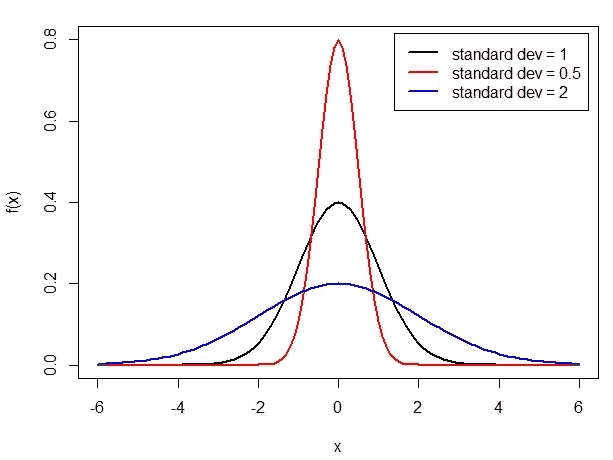 standard dev = 1
standard dev = 0.5
standard dev = 2
0.8
0.6
0.4
0.2
0.0
f(x)
-6 -4 -2 0 2 4 6
x